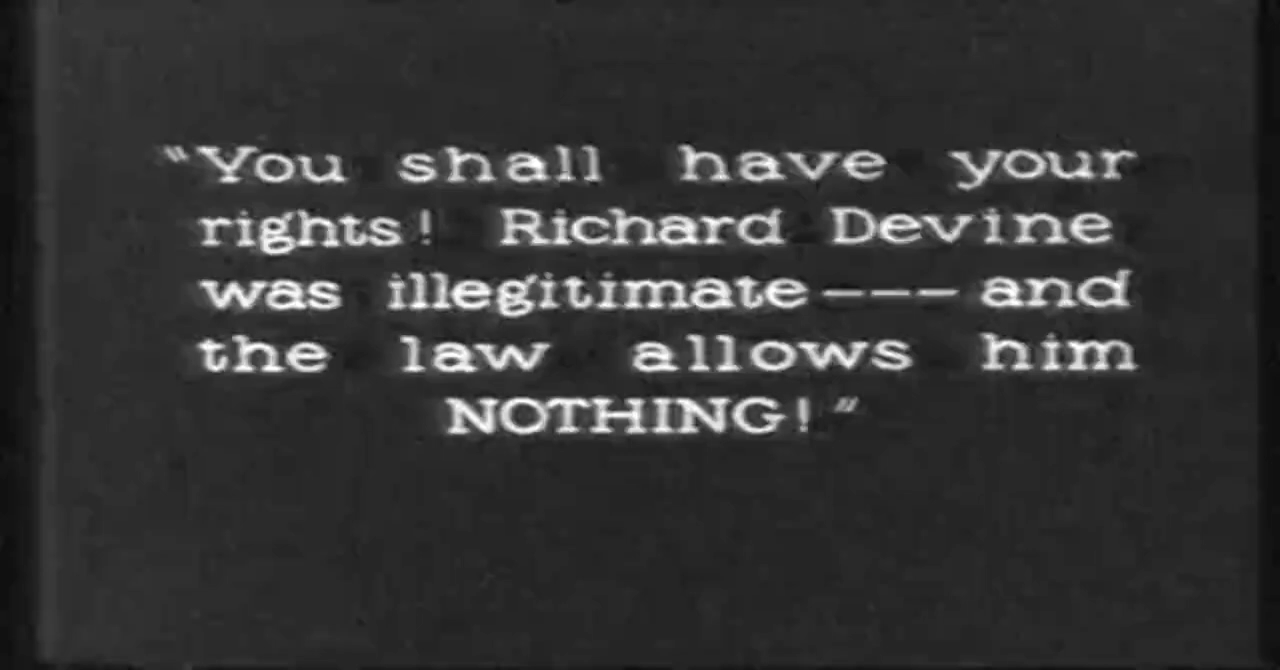 "You shall have your
rights! Richard Devine
was illegitimate---and
the law allows him
NOTHING!"